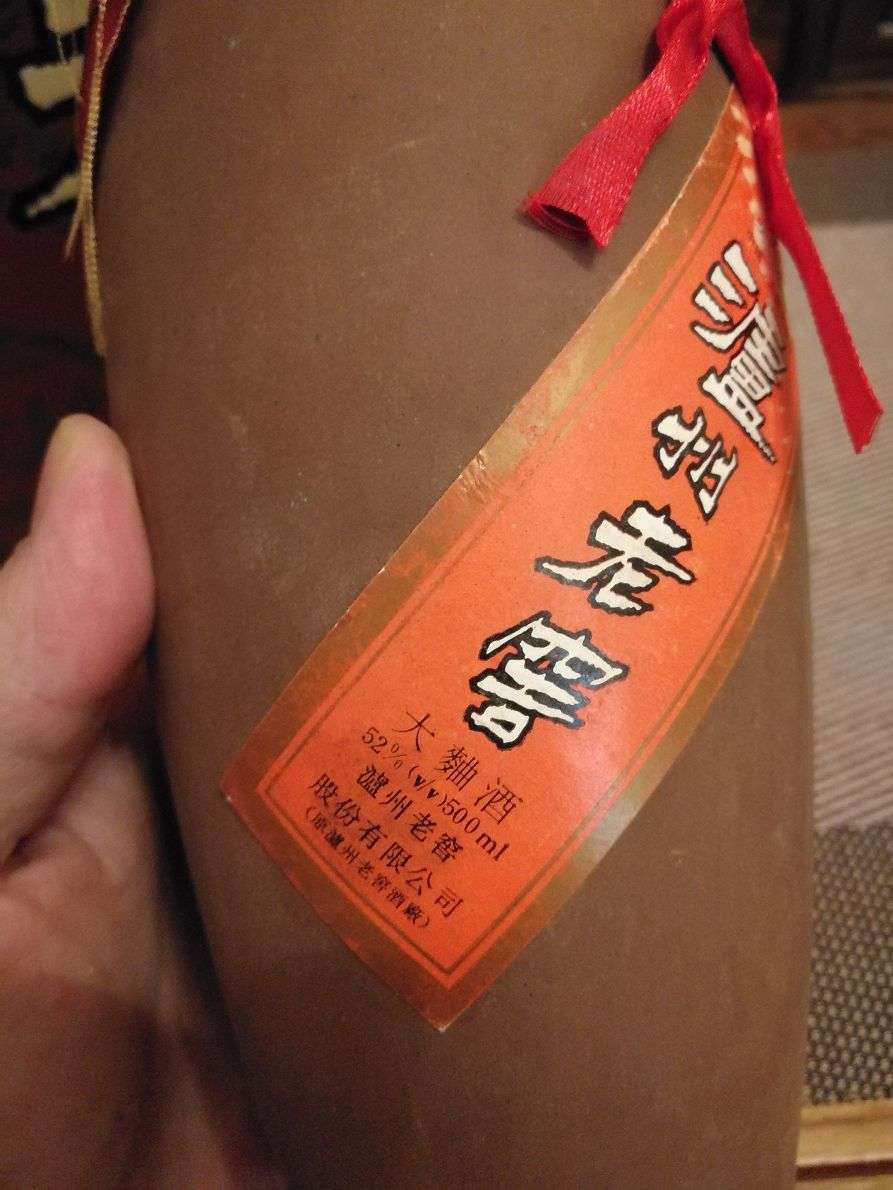 瀘州老窖
大麯酒
52%(v/v)500ml
瀘州老窖
股份有限公司
(原瀘州老窖酒廠)